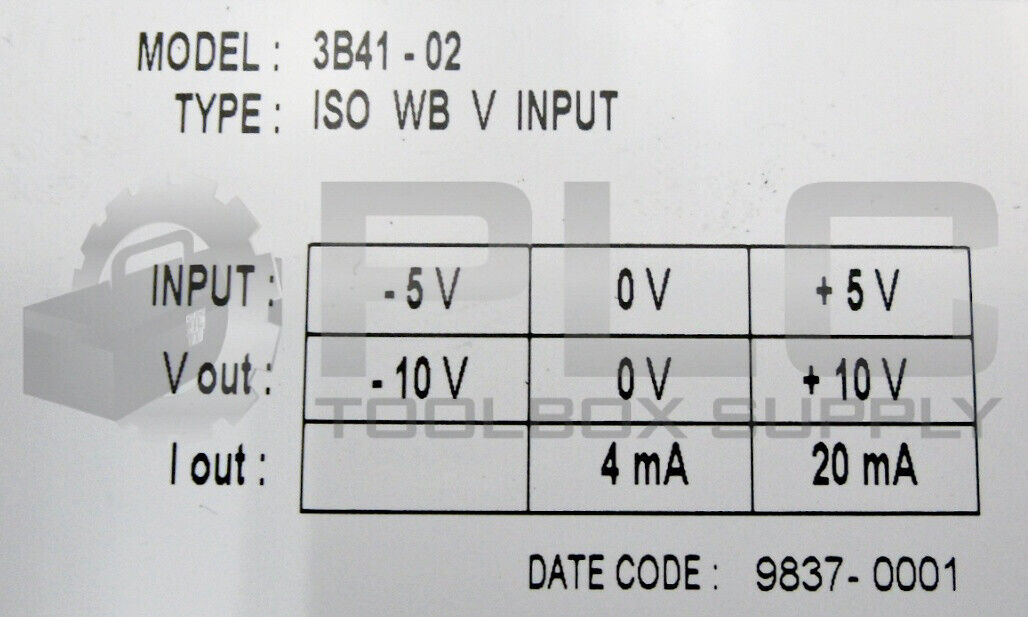 MODEL : 3B41 - 02
TYPE : ISO WB V INPUT
PLC
INPUT : - 5 V 0 V + 5 V
V out : - 10 V 0 V + 10 V
TOOLBOX SUPPLY
I out : 4 mA 20 mA
DATE CODE : 9837- 0001